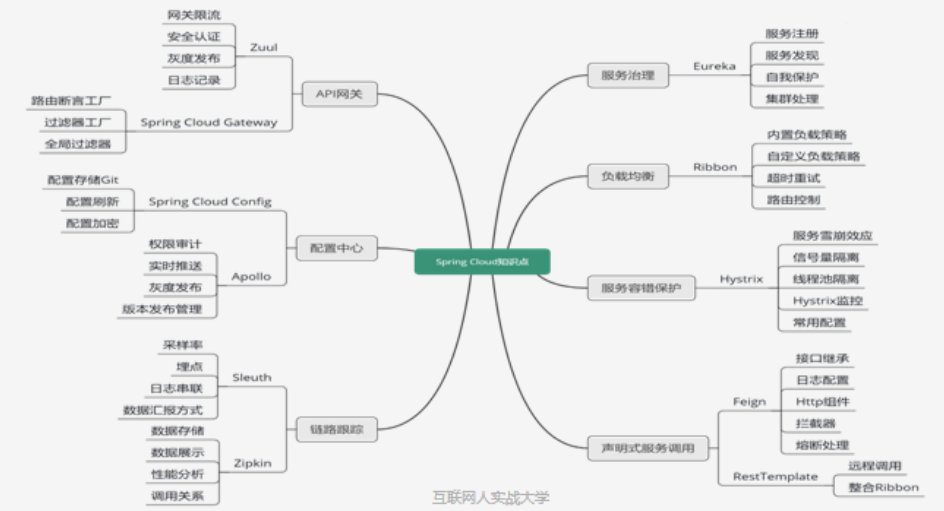 Spring Cloud知识点
API网关
Zuul
网关限流
安全认证
灰度发布
日志记录
Spring Cloud Gateway
路由断言工厂
过滤器工厂
全局过滤器
配置中心
Spring Cloud Config
配置存储Git
配置刷新
配置加密
Apollo
权限审计
实时推送
灰度发布
版本发布管理
链路跟踪
Sleuth
采样率
埋点
日志串联
数据汇报方式
Zipkin
数据存储
数据展示
性能分析
调用关系
服务治理
Eureka
服务注册
服务发现
自我保护
集群处理
负载均衡
Ribbon
内置负载策略
自定义负载策略
超时重试
路由控制
服务容错保护
Hystrix
服务雪崩效应
信号量隔离
线程池隔离
Hystrix监控
常用配置
声明式服务调用
Feign
接口继承
日志配置
Http组件
拦截器
熔断处理
RestTemplate
远程调用
整合Ribbon
互联网人实战大学